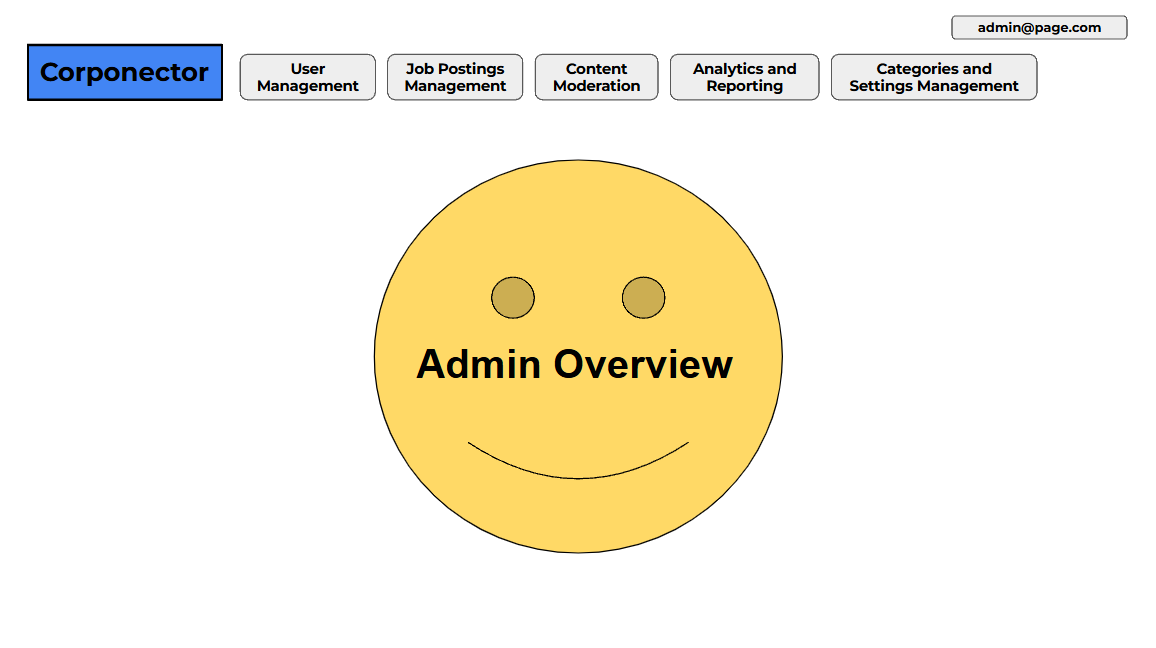 admin@page.com
Corponector
User
Management
Job Postings
Management
Content
Moderation
Analytics and
Reporting
Categories and
Settings Management
Admin Overview